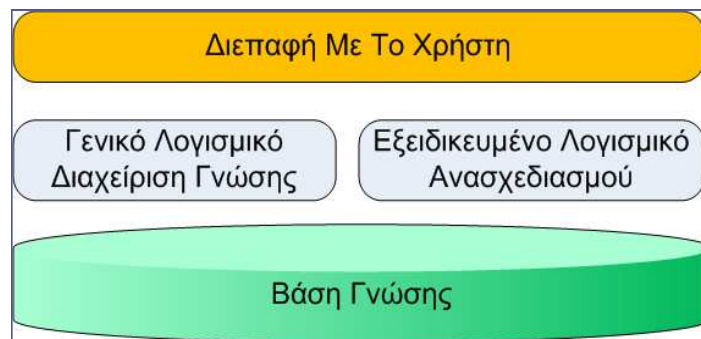 Διεπαφή Με Το Χρήστη
Γενικό Λογισμικό
Διαχείριση Γνώσης
Εξειδικευμένο Λογισμικό
Ανασχεδιασμού
Βάση Γνώσης